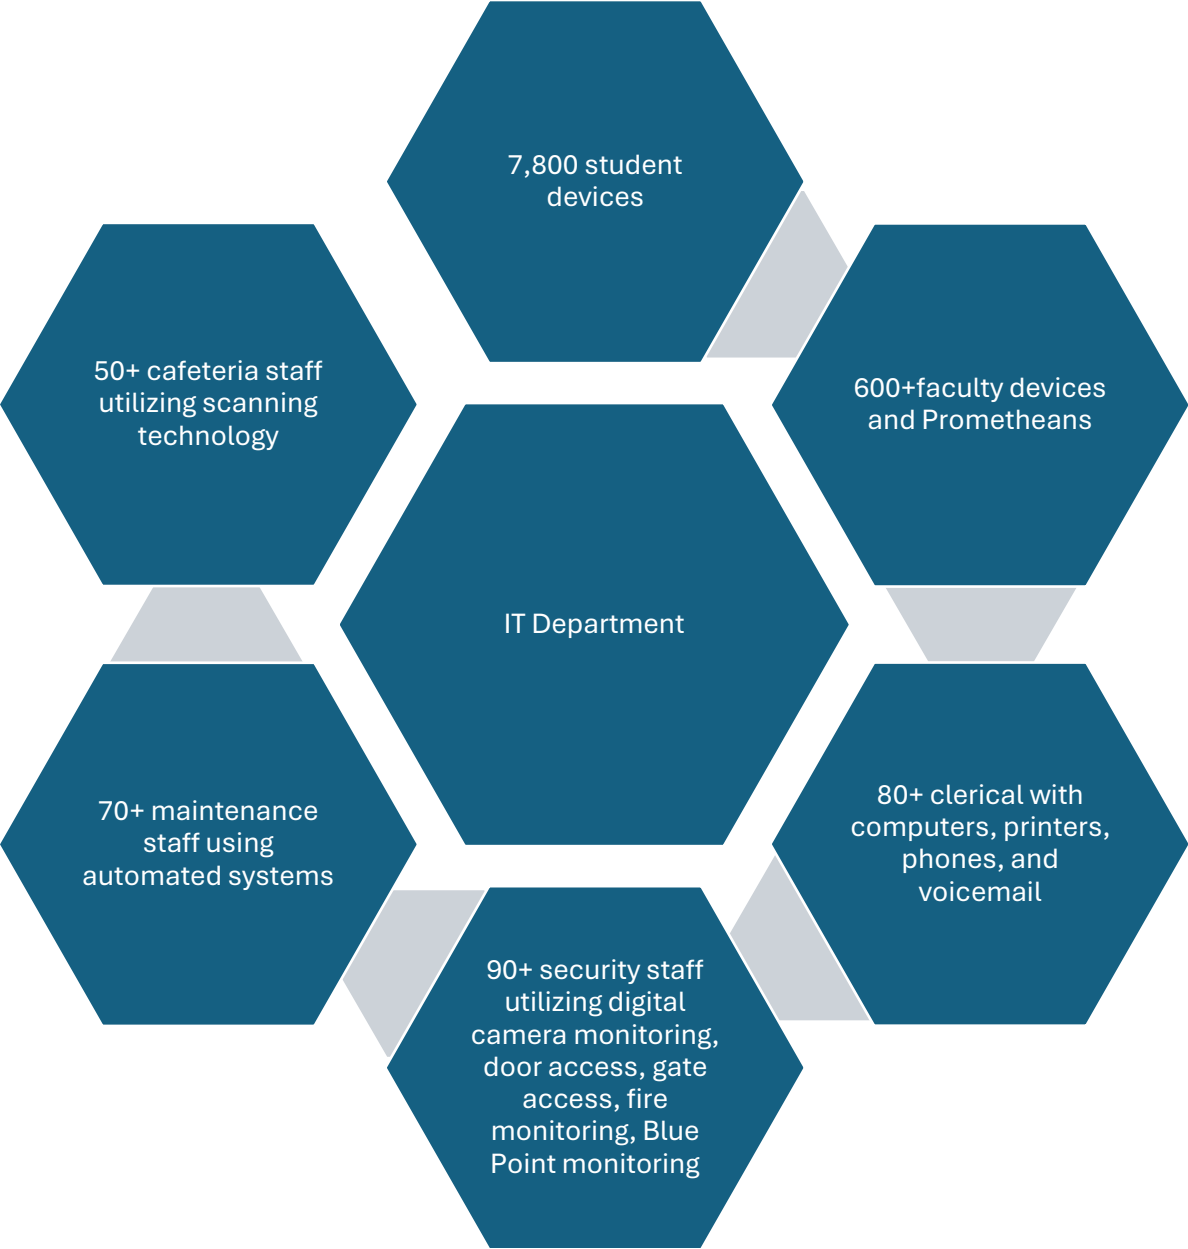 7,800 student
devices
600+faculty devices
and Prometheans
80+ clerical with
computers, printers,
phones, and
voicemail
90+ security staff
utilizing digital
camera monitoring,
door access, gate
access, fire
monitoring, Blue
Point monitoring
70+ maintenance
staff using
automated systems
50+ cafeteria staff
utilizing scanning
technology
IT Department